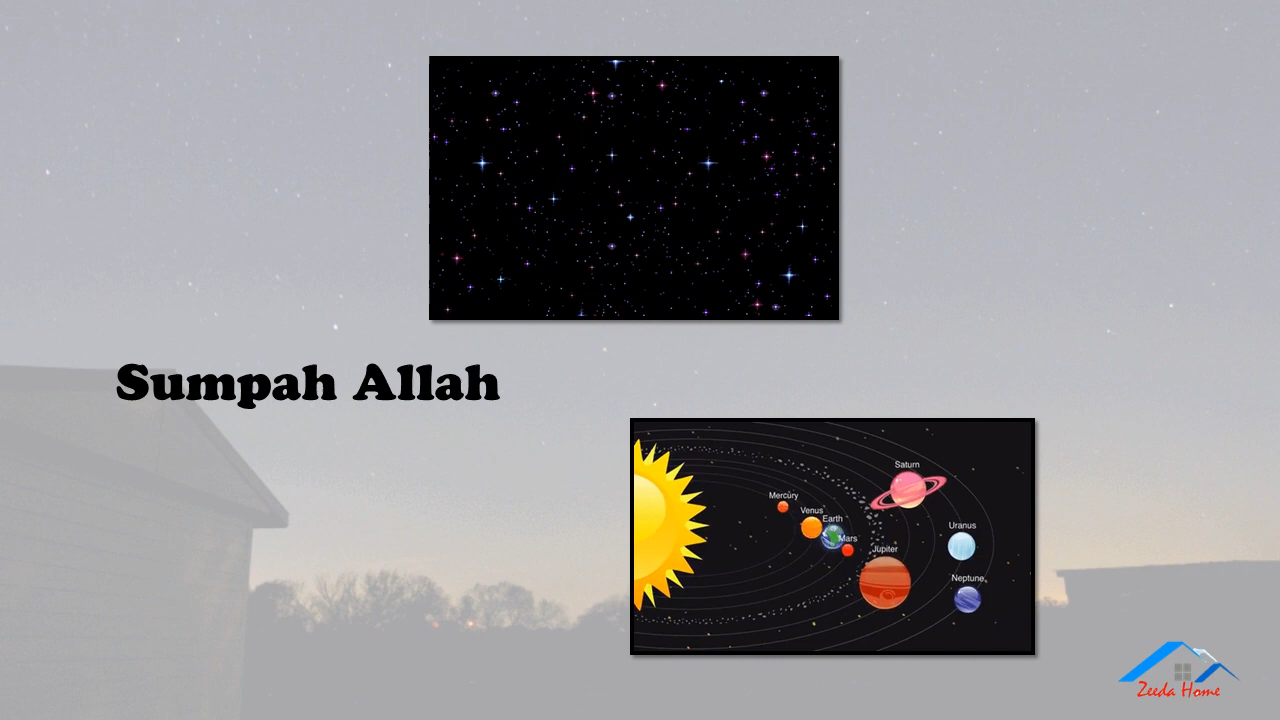 Sumpah Allah
Saturn
Mercury
Venus
Earth
Mars
Uranus
Jupiter
Neptune
Zeeda Home